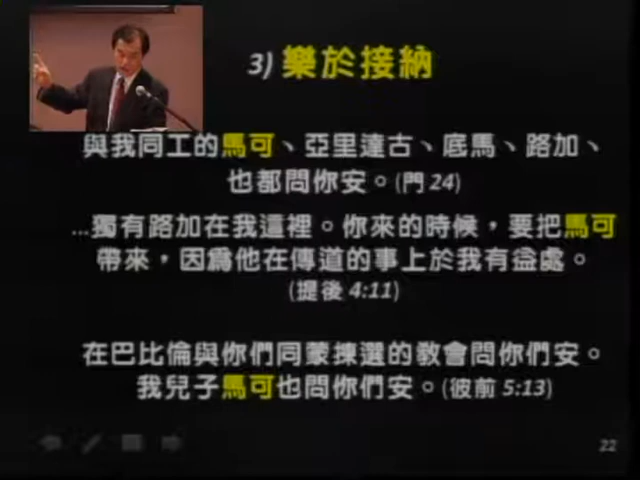 3) 樂於接納
與我同工的馬可、亞里達古、底馬、路加、
也都問你安。(門 24)
...獨有路加在我這裡。你來的時候，要把馬可
帶來，因為他在傳道的事上於我有益處。
(提後 4:11)
在巴比倫與你們同蒙揀選的教會問你們安。
我兒子馬可也問你們安。(彼前 5:13)
22